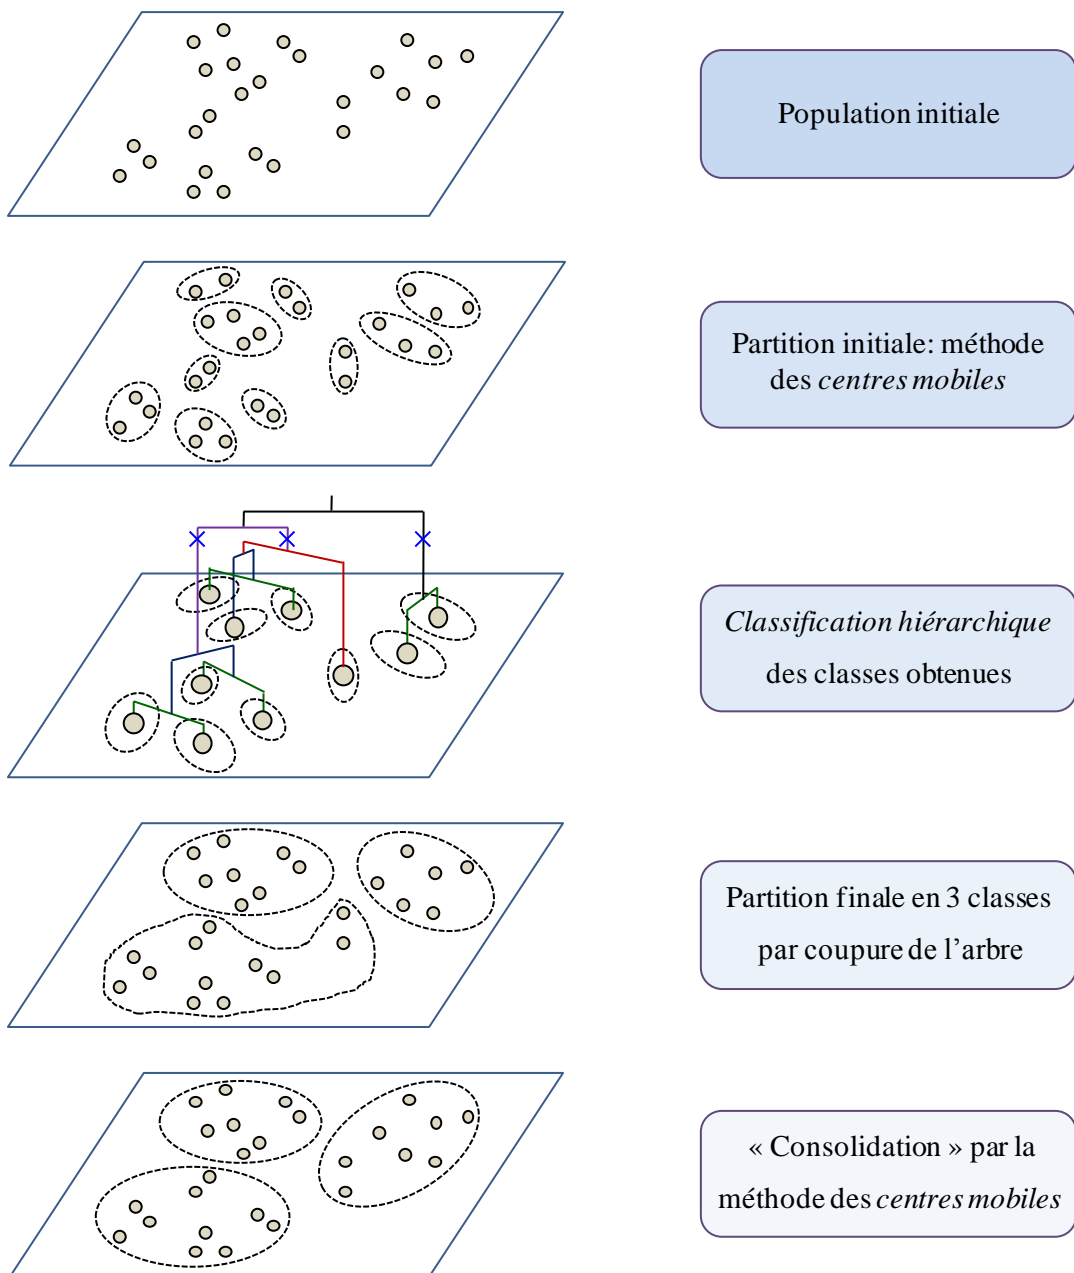 Population initiale
Partition initiale: méthode
des centres mobiles
Classification hiérarchique
des classes obtenues
Partition finale en 3 classes
par coupure de l’arbre
« Consolidation » par la
méthode des centres mobiles